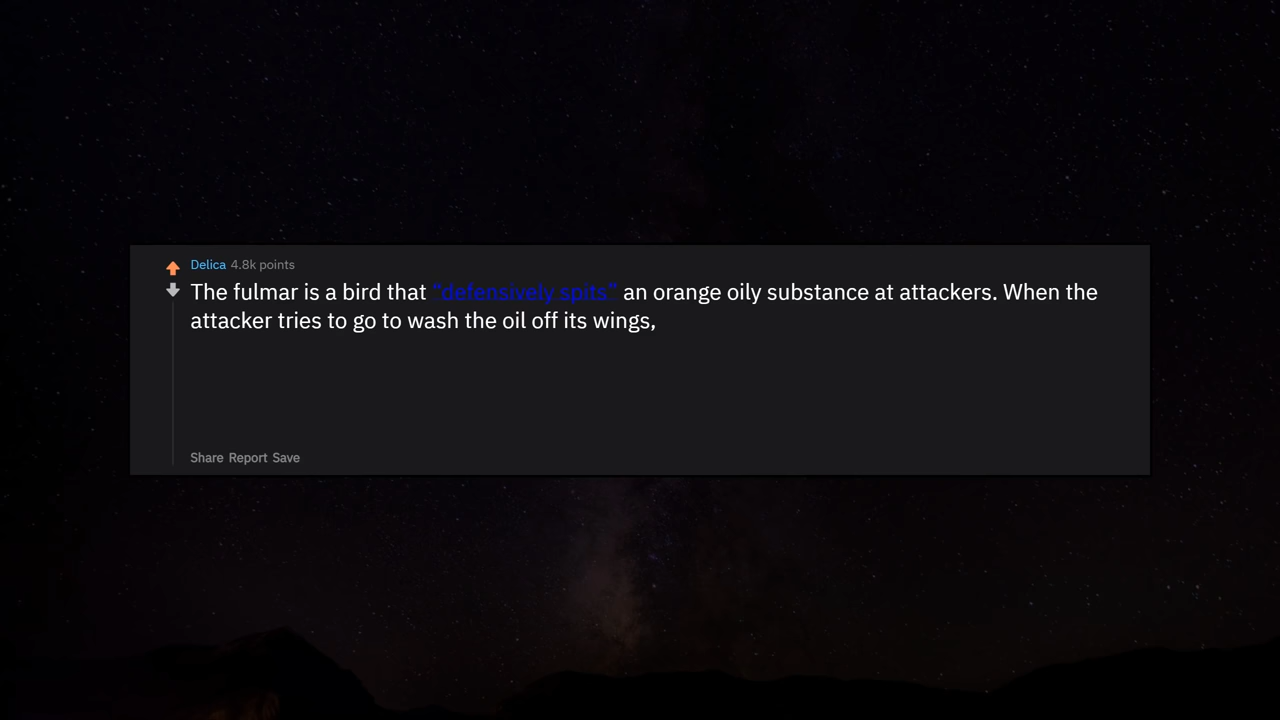 Delica 4.8k points
The fulmar is a bird that "defensively spits" an orange oily substance at attackers. When the
attacker tries to go to wash the oil off its wings,
Share Report Save